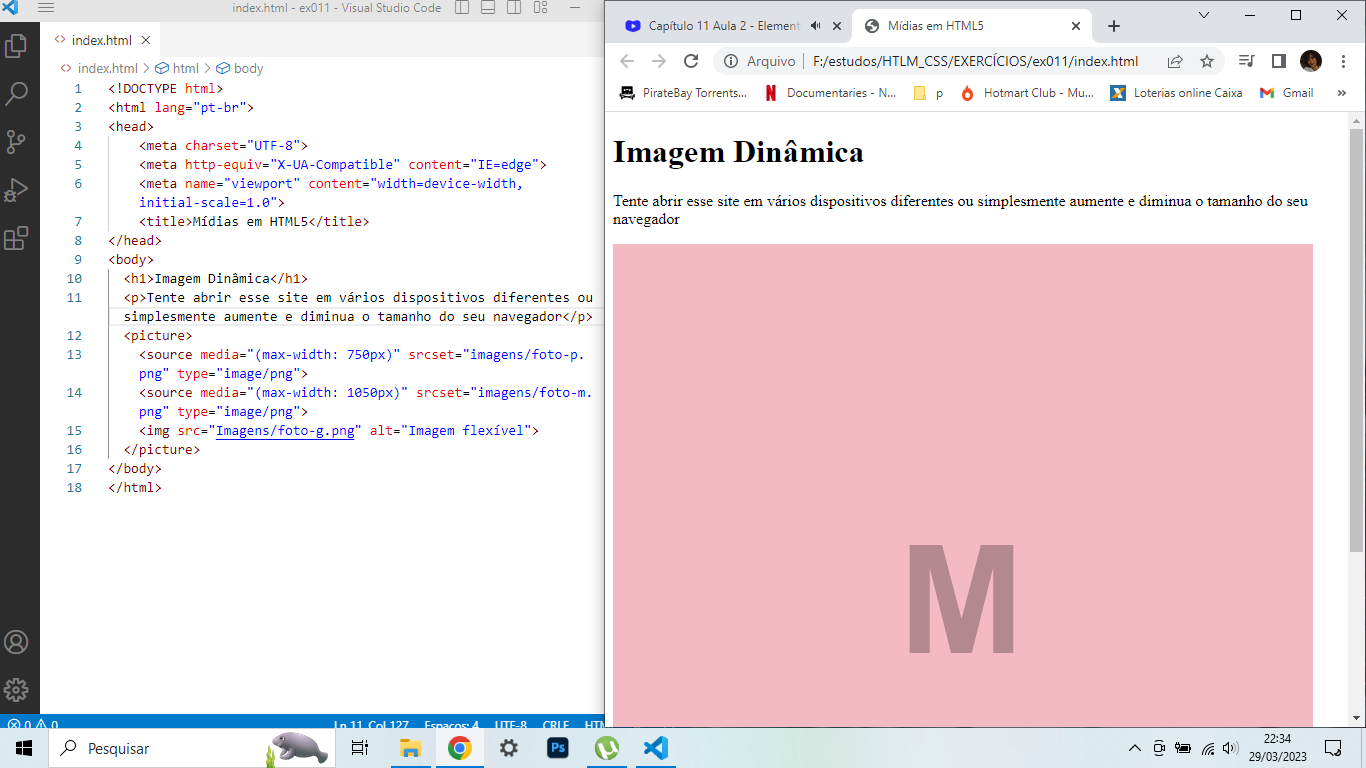 index.html - ex011 - Visual Studio Code
index.html
index.html > html > body
1 <!DOCTYPE html>
2 <html lang="pt-br">
3 <head>
4 <meta charset="UTF-8">
5 <meta http-equiv="X-UA-Compatible" content="IE=edge">
6 <meta name="viewport" content="width=device-width,
initial-scale=1.0">
7 <title>Mídias em HTML5</title>
8 </head>
9 <body>
10 <h1>Imagem Dinâmica</h1>
11 <p>Tente abrir esse site em vários dispositivos diferentes ou
simplesmente aumente e diminua o tamanho do seu navegador</p>
12 <picture>
13 <source media="(max-width: 750px)" srcset="imagens/foto-p.
png" type="image/png">
14 <source media="(max-width: 1050px)" srcset="imagens/foto-m.
png" type="image/png">
15 <img src="Imagens/foto-g.png" alt="Imagem flexível">
16 </picture>
17 </body>
18 </html>
0 0 Ln 11, Col 127 Espaços: 4 UTF-8 CRLF
Capítulo 11 Aula 2 - Element
Mídias em HTML5
Arquivo F:/estudos/HTLM_CSS/EXERCÍCIOS/ex011/index.html
PirateBay Torrents... Documentaries - N... p Hotmart Club - Mu... Loterias online Caixa Gmail »
Imagem Dinâmica
Tente abrir esse site em vários dispositivos diferentes ou simplesmente aumente e diminua o tamanho do seu
navegador
M
Pesquisar
Ps
22:34
29/03/2023